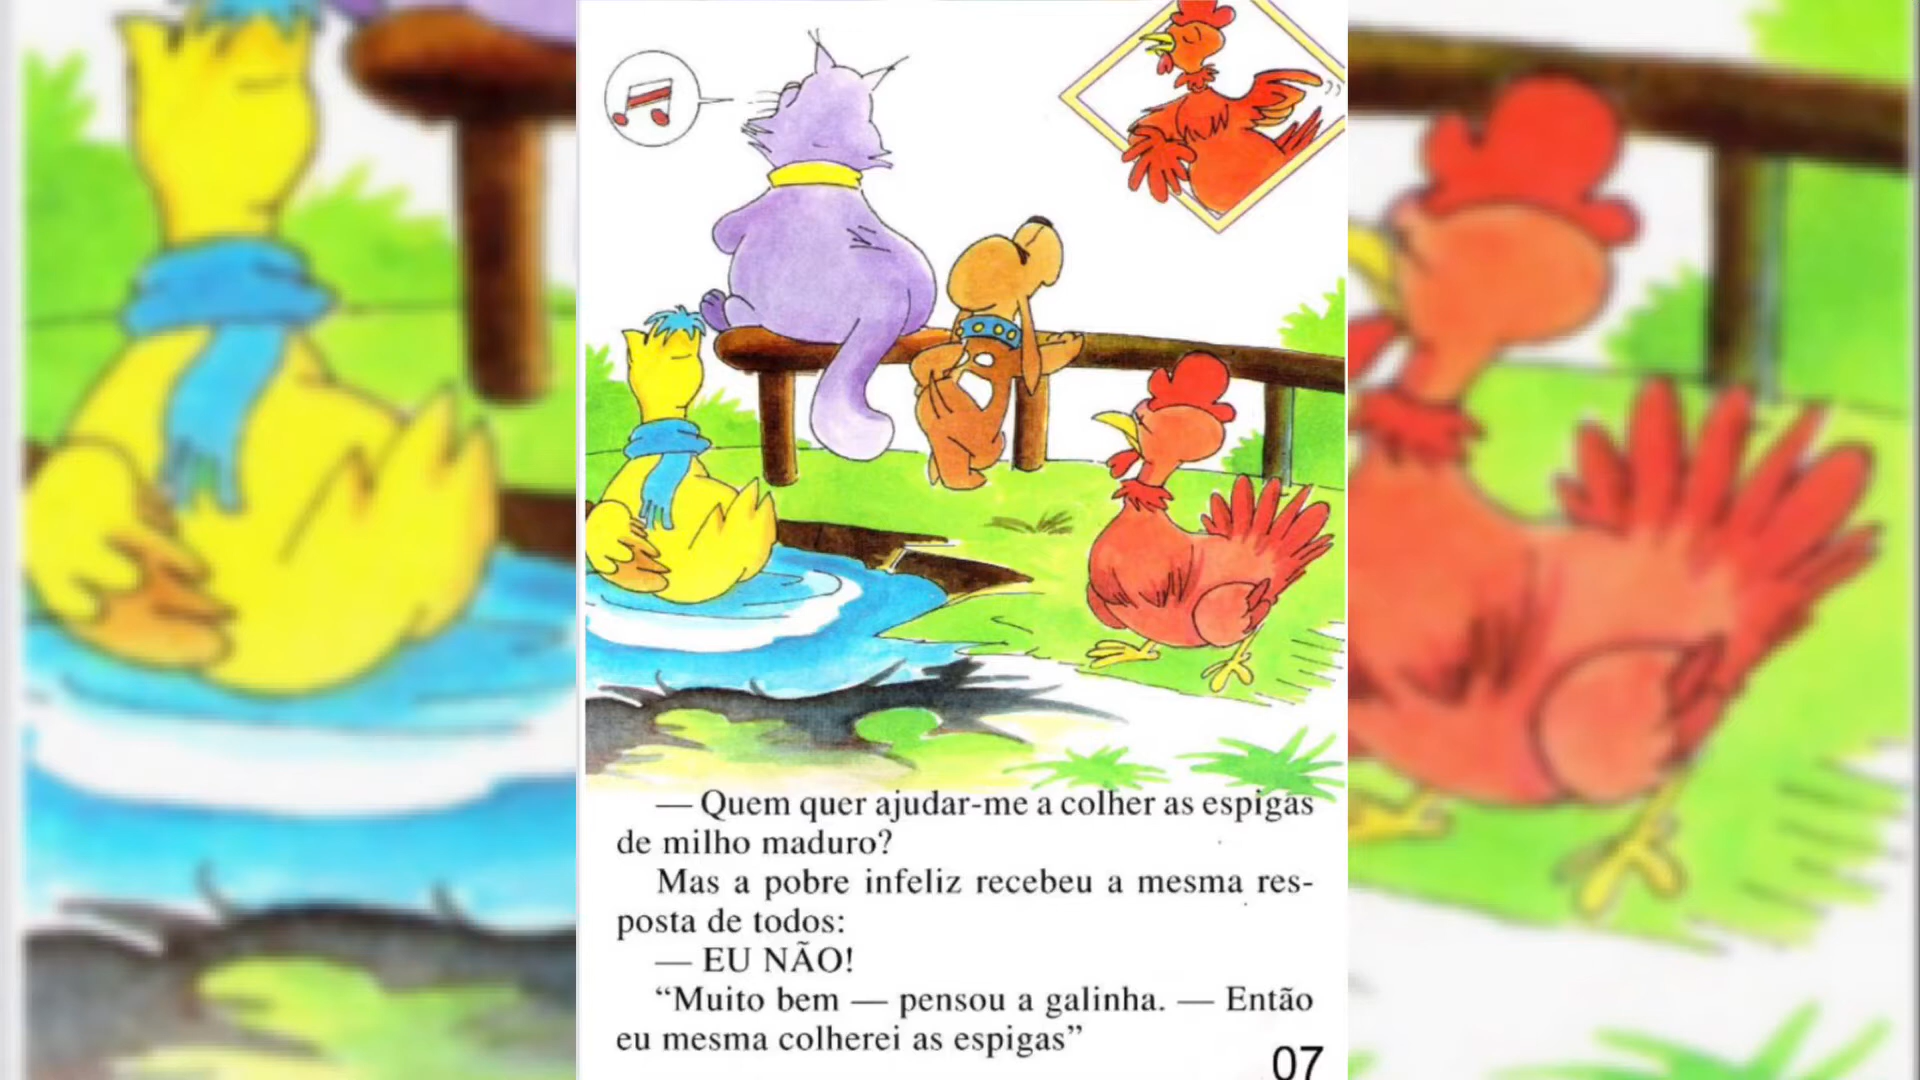 — Quem quer ajudar-me a colher as espigas
de milho maduro?
Mas a pobre infeliz recebeu a mesma res-
posta de todos:
— EU NÃO!
“Muito bem — pensou a galinha. — Então
eu mesma colherei as espigas”
07